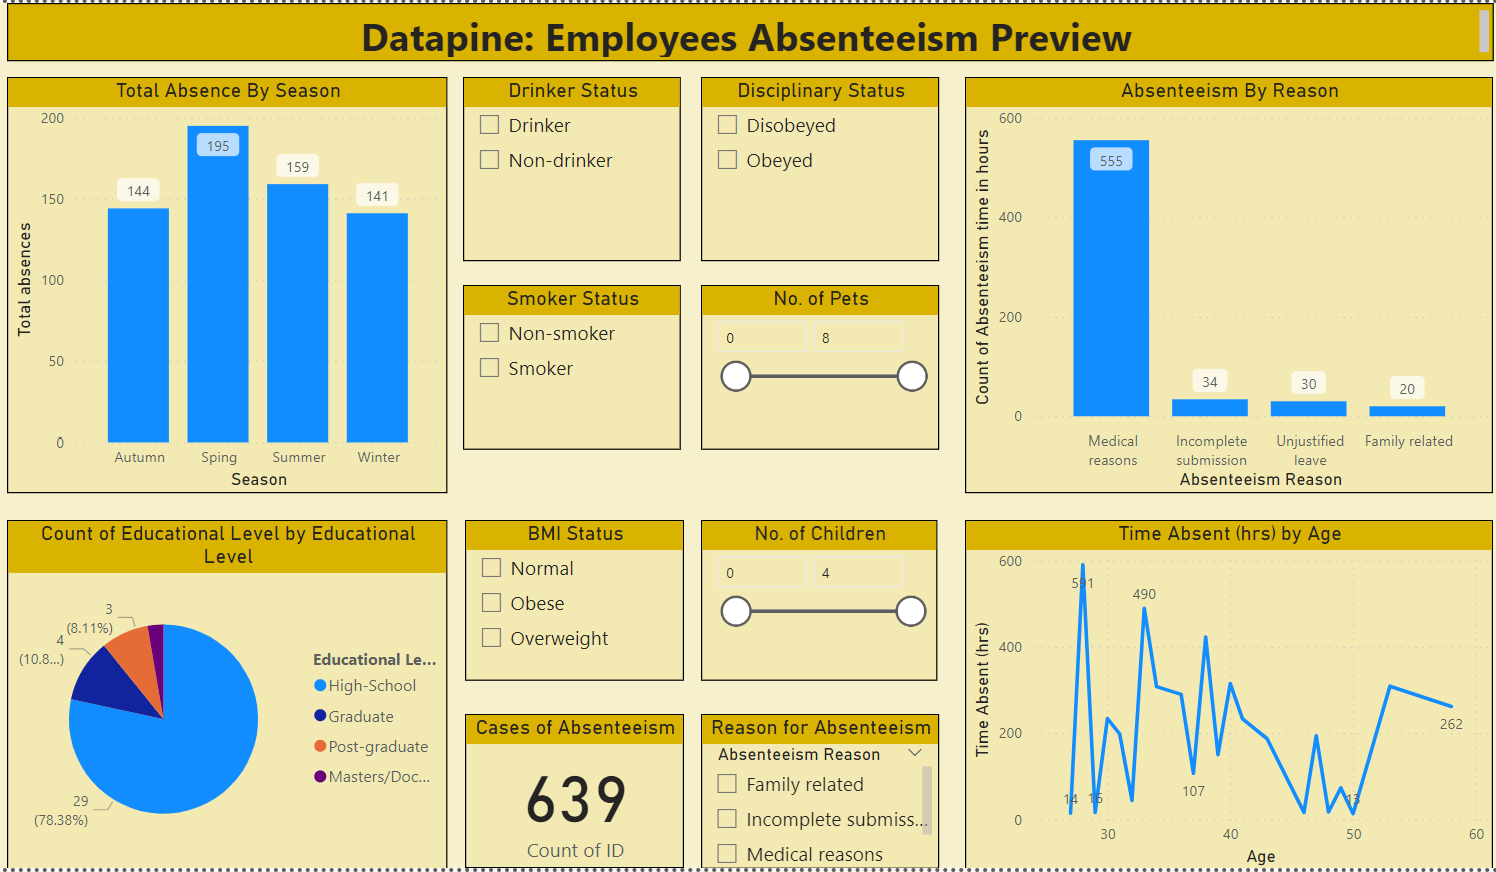 Datapine: Employees Absenteeism Preview
Total Absence By Season
200
150
100
50
0
Total absences
144
195
159
141
Autumn
Sping
Summer
Winter
Season
Drinker Status
Drinker
Non-drinker
Disciplinary Status
Disobeyed
Obeyed
Smoker Status
Non-smoker
Smoker
No. of Pets
0
8
Absenteeism By Reason
600
400
200
0
Count of Absenteeism time in hours
555
34
30
20
Medical
reasons
Incomplete
submission
Unjustified
leave
Family related
Absenteeism Reason
Count of Educational Level by Educational
Level
3
(8.11%)
4
(10.8...)
29
(78.38%)
Educational Le...
High-School
Graduate
Post-graduate
Masters/Doc...
BMI Status
Normal
Obese
Overweight
No. of Children
0
4
Cases of Absenteeism
639
Count of ID
Reason for Absenteeism
Absenteeism Reason
Family related
Incomplete submiss...
Medical reasons
Time Absent (hrs) by Age
600
400
200
0
Time Absent (hrs)
14
591
16
490
107
13
262
30
40
50
60
Age